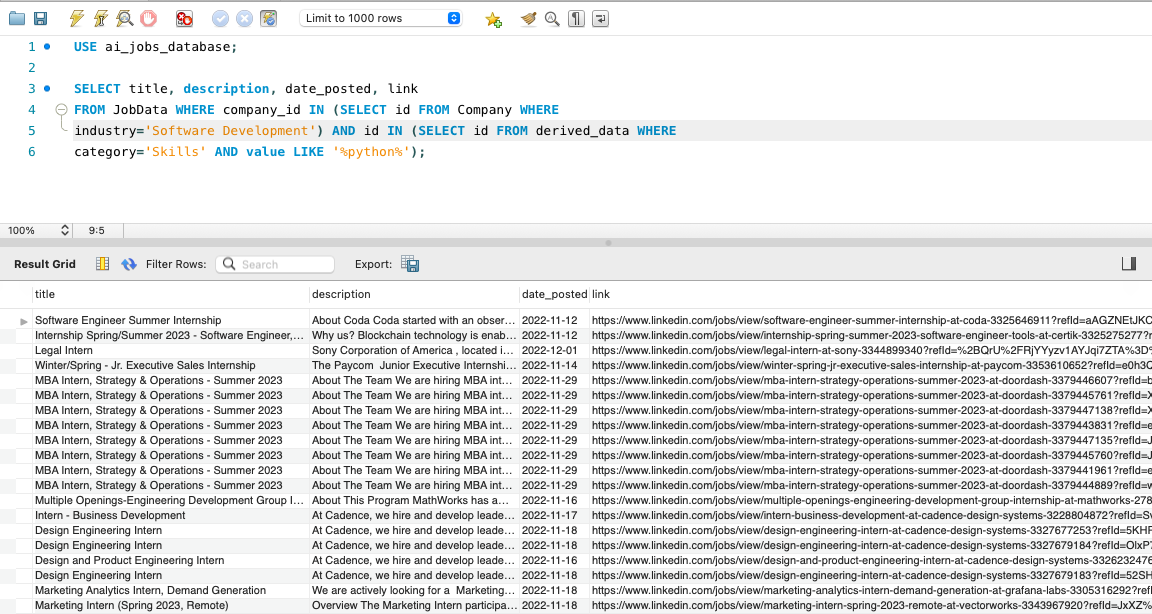 Limit to 1000 rows
1 USE ai_jobs_database;
2
3 SELECT title, description, date_posted, link
4 FROM JobData WHERE company_id IN (SELECT id FROM Company WHERE
5 industry='Software Development') AND id IN (SELECT id FROM derived_data WHERE
6 category='Skills' AND value LIKE '%python%');
100% 9:5
Result Grid Filter Rows: Search Export:
title description date_posted link
Software Engineer Summer Internship About Coda Coda started with an obser... 2022-11-12 https://www.linkedin.com/jobs/view/software-engineer-summer-internship-at-coda-3325646911?refId=aAGZNEtJKC
Internship Spring/Summer 2023 - Software Engineer,... Why us? Blockchain technology is enab... 2022-11-12 https://www.linkedin.com/jobs/view/internship-spring-summer-2023-software-engineer-tools-at-certik-3325275277?r
Legal Intern Sony Corporation of America , located i... 2022-12-01 https://www.linkedin.com/jobs/view/legal-intern-at-sony-3344899340?refId=%2BQrU%2FRjYYyzv1AYJqi7ZTA%3D%
Winter/Spring - Jr. Executive Sales Internship The Paycom Junior Executive Internshi... 2022-11-14 https://www.linkedin.com/jobs/view/winter-spring-jr-executive-sales-internship-at-paycom-3353610652?refId=e0h3Q
MBA Intern, Strategy & Operations - Summer 2023 About The Team We are hiring MBA int... 2022-11-29 https://www.linkedin.com/jobs/view/mba-intern-strategy-operations-summer-2023-at-doordash-3379446607?refId=b
MBA Intern, Strategy & Operations - Summer 2023 About The Team We are hiring MBA int... 2022-11-29 https://www.linkedin.com/jobs/view/mba-intern-strategy-operations-summer-2023-at-doordash-3379445761?refId=X
MBA Intern, Strategy & Operations - Summer 2023 About The Team We are hiring MBA int... 2022-11-29 https://www.linkedin.com/jobs/view/mba-intern-strategy-operations-summer-2023-at-doordash-3379447138?refId=X
MBA Intern, Strategy & Operations - Summer 2023 About The Team We are hiring MBA int... 2022-11-29 https://www.linkedin.com/jobs/view/mba-intern-strategy-operations-summer-2023-at-doordash-3379443831?refId=e
MBA Intern, Strategy & Operations - Summer 2023 About The Team We are hiring MBA int... 2022-11-29 https://www.linkedin.com/jobs/view/mba-intern-strategy-operations-summer-2023-at-doordash-3379447135?refId=J
MBA Intern, Strategy & Operations - Summer 2023 About The Team We are hiring MBA int... 2022-11-29 https://www.linkedin.com/jobs/view/mba-intern-strategy-operations-summer-2023-at-doordash-3379445760?refId=J
MBA Intern, Strategy & Operations - Summer 2023 About The Team We are hiring MBA int... 2022-11-29 https://www.linkedin.com/jobs/view/mba-intern-strategy-operations-summer-2023-at-doordash-3379441961?refId=e
MBA Intern, Strategy & Operations - Summer 2023 About The Team We are hiring MBA int... 2022-11-29 https://www.linkedin.com/jobs/view/mba-intern-strategy-operations-summer-2023-at-doordash-3379444889?refId=w
Multiple Openings-Engineering Development Group I... About This Program MathWorks has a... 2022-11-16 https://www.linkedin.com/jobs/view/multiple-openings-engineering-development-group-internship-at-mathworks-278
Intern - Business Development At Cadence, we hire and develop leade... 2022-11-17 https://www.linkedin.com/jobs/view/intern-business-development-at-cadence-design-systems-3228804872?refId=Sv
Design Engineering Intern At Cadence, we hire and develop leade... 2022-11-18 https://www.linkedin.com/jobs/view/design-engineering-intern-at-cadence-design-systems-3327677253?refId=5KHF
Design Engineering Intern At Cadence, we hire and develop leade... 2022-11-18 https://www.linkedin.com/jobs/view/design-engineering-intern-at-cadence-design-systems-3327679184?refId=OlxP7
Design and Product Engineering Intern At Cadence, we hire and develop leade... 2022-11-18 https://www.linkedin.com/jobs/view/design-and-product-engineering-intern-at-cadence-design-systems-3326232476
Design Engineering Intern At Cadence, we hire and develop leade... 2022-11-18 https://www.linkedin.com/jobs/view/design-engineering-intern-at-cadence-design-systems-3327679183?refId=52SH
Marketing Analytics Intern, Demand Generation We are actively looking for a Marketing... 2022-11-18 https://www.linkedin.com/jobs/view/marketing-analytics-intern-demand-generation-at-grafana-labs-3305316292?refId
Marketing Intern (Spring 2023, Remote) Overview The Marketing Intern participa... 2022-11-18 https://www.linkedin.com/jobs/view/marketing-intern-spring-2023-remote-at-vectorworks-3343967920?refId=JxXZ%